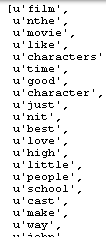 [u'film',
u'nthe',
u'movie',
u'like',
u'characters'
u'time',
u'good',
u'character',
u'just',
u'nit',
u'best',
u'love',
u'high',
u'little',
u'people',
u'school',
u'cast',
u'make',
u'way',
u'john'